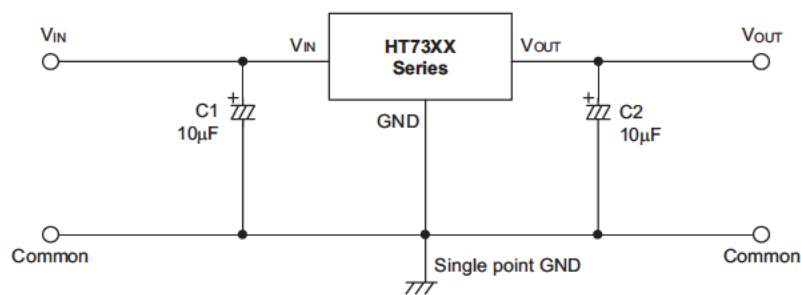 VIN
VIN
HT73XX
Series
VOUT
VOUT
+
C1
10μF
GND
+
C2
10μF
Common
Single point GND
Common